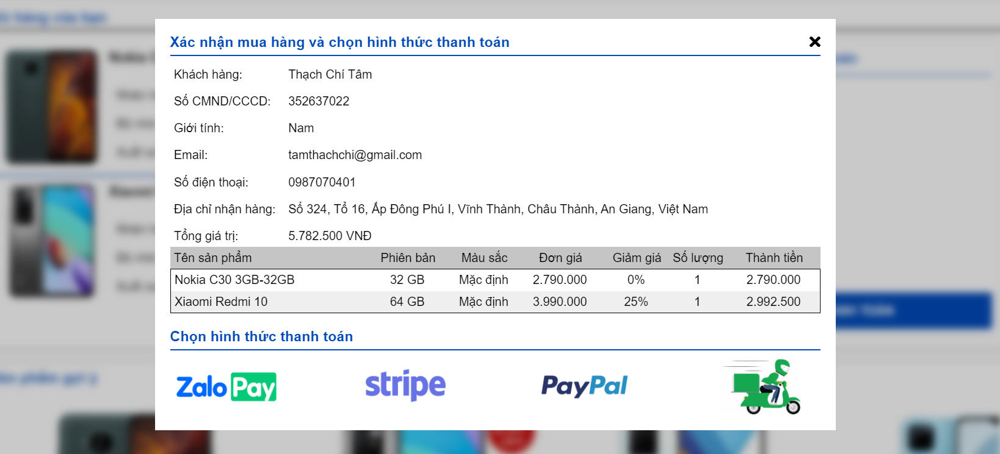 Xác nhận mua hàng và chọn hình thức thanh toán
Khách hàng: Thạch Chí Tâm
Số CMND/CCCD: 352637022
Giới tính: Nam
Email: tamthachchi@gmail.com
Số điện thoại: 0987070401
Địa chỉ nhận hàng: Số 324, Tổ 16, Ấp Đông Phú I, Vĩnh Thành, Châu Thành, An Giang, Việt Nam
Tổng giá trị: 5.782.500 VNĐ
Tên sản phẩm Phiên bản Màu sắc Đơn giá Giảm giá Số lượng Thành tiền
Nokia C30 3GB-32GB 32 GB Mặc định 2.790.000 0% 1 2.790.000
Xiaomi Redmi 10 64 GB Mặc định 3.990.000 25% 1 2.992.500
Chọn hình thức thanh toán
Zalo Pay stripe PayPal